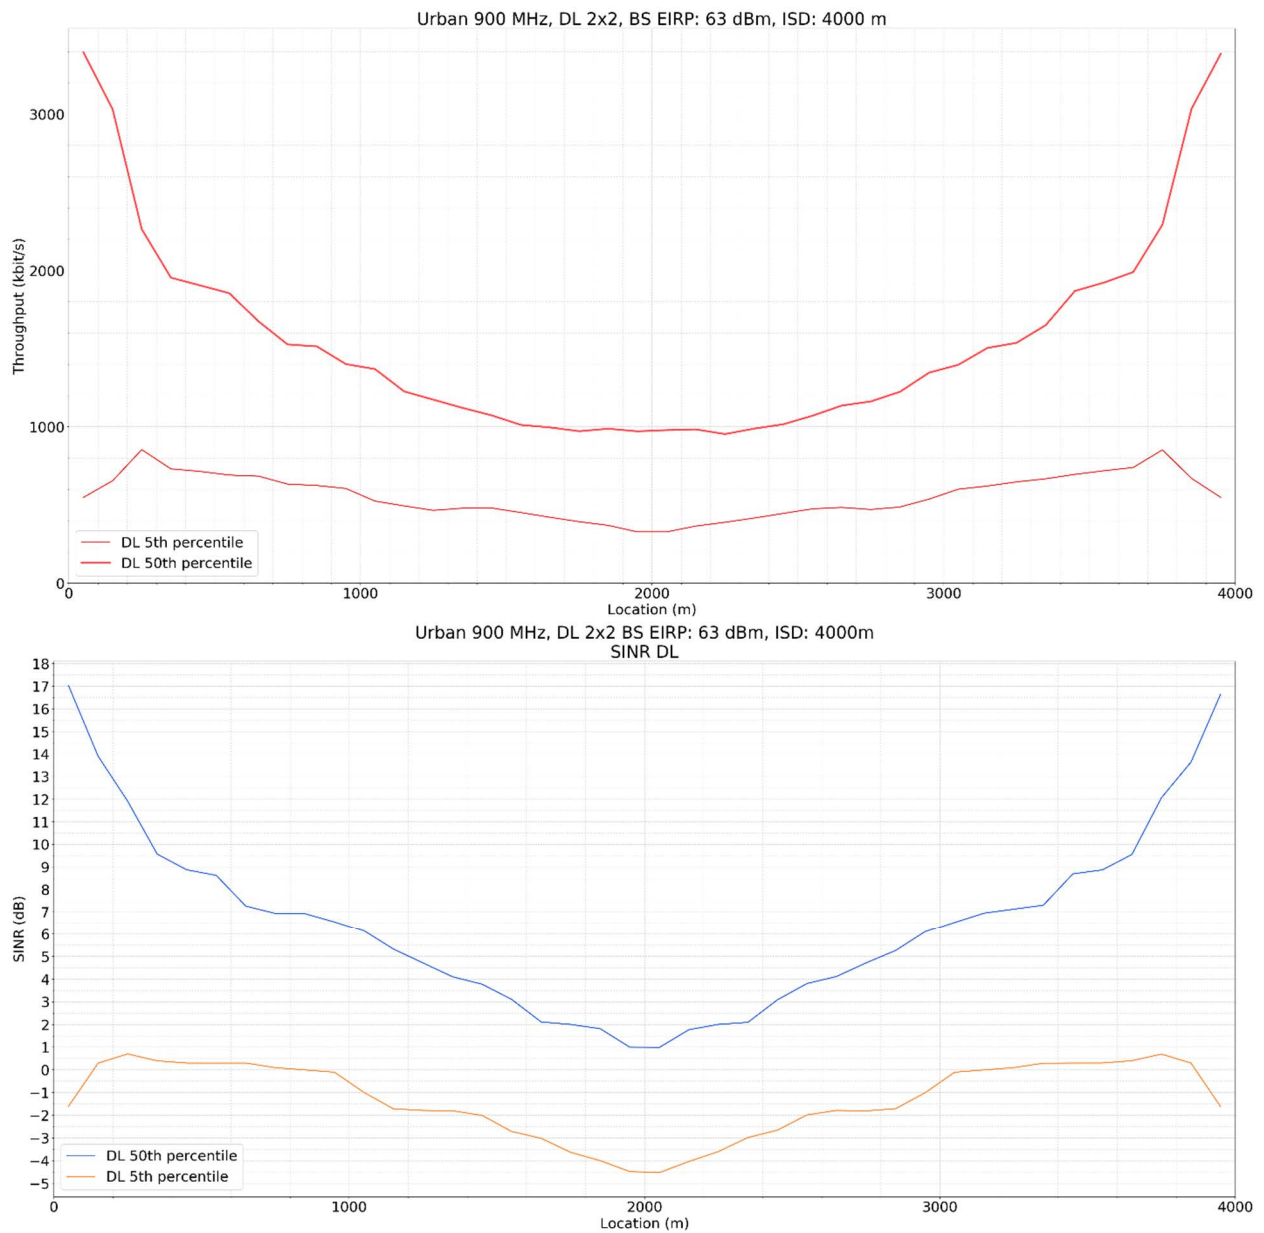 Urban 900 MHz, DL 2x2, BS EIRP: 63 dBm, ISD: 4000 m
3000
2000
1000
0
Throughput (kbit/s)
DL 5th percentile
DL 50th percentile
0 1000 2000 3000 4000
Location (m)
Urban 900 MHz, DL 2x2 BS EIRP: 63 dBm, ISD: 4000m
SINR DL
18
17
16
15
14
13
12
11
10
9
8
7
6
5
4
3
2
1
0
−1
−2
−3
−4
−5
SINR (dB)
DL 50th percentile
DL 5th percentile
0 1000 2000 3000 4000
Location (m)